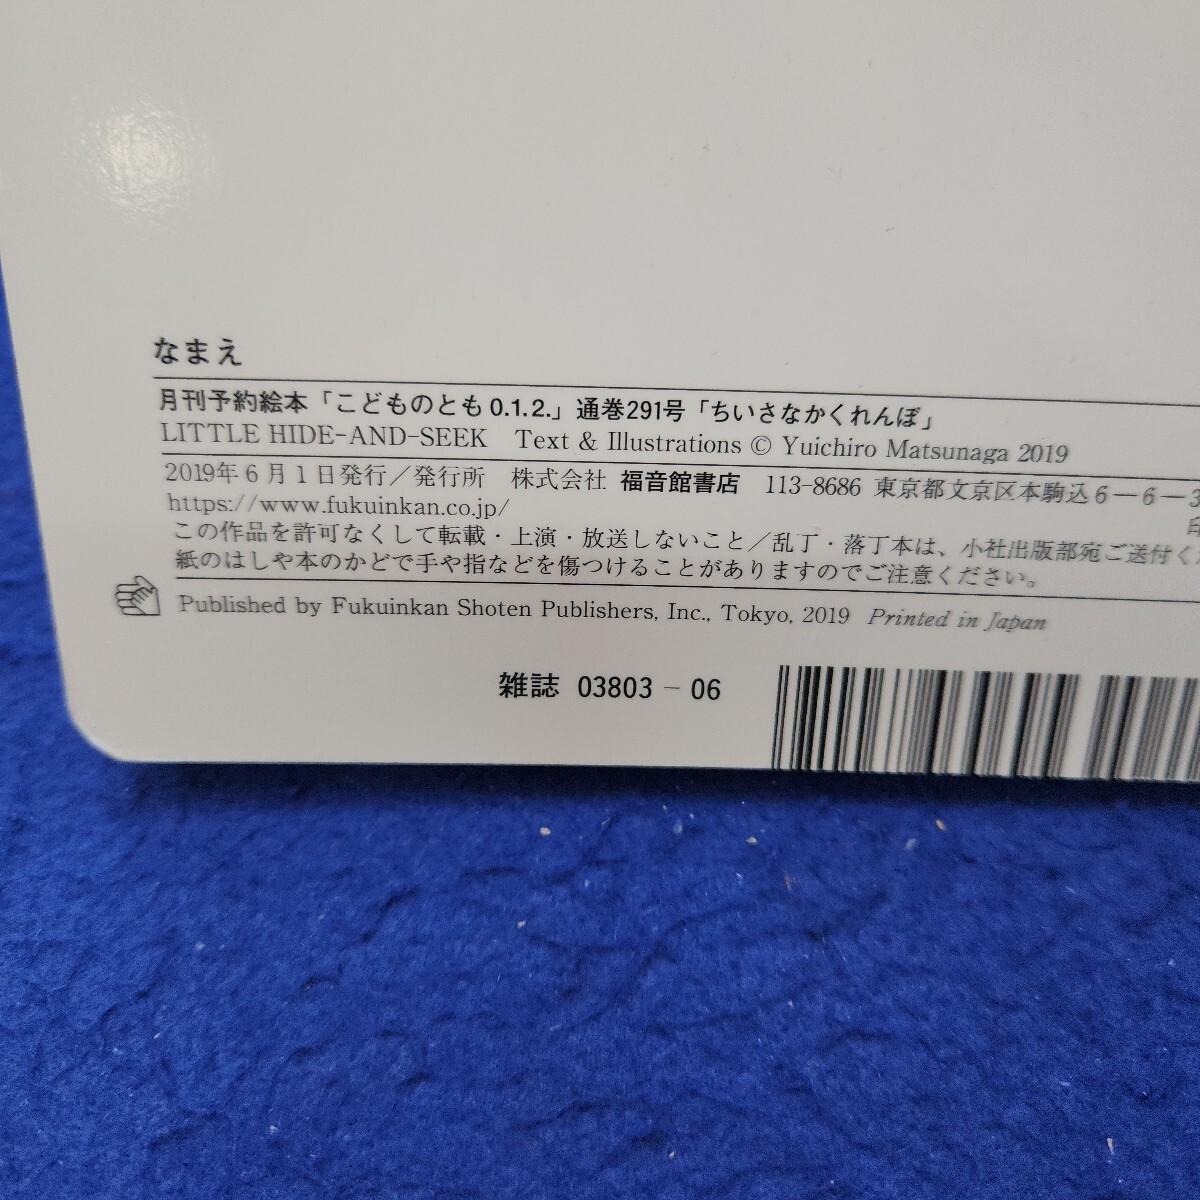 なまえ
月刊予約絵本「こどものとも0.1.2.」通巻291号「ちいさなかくれんぼ」
LITTLE HIDE-AND-SEEK Text & Illustrations © Yuichiro Matsunaga 2019
2019年6月1日発行／発行所 株式会社 福音館書店 113-8686 東京都文京区本駒込6－6－3
https://www.fukuinkan.co.jp/
印
この作品を許可なくして転載・上演・放送しないこと／乱丁・落丁本は、小社出版部宛ご送付くだ
紙のはしや本のかどで手や指などを傷つけることがありますのでご注意ください。
Published by Fukuinkan Shoten Publishers, Inc., Tokyo, 2019 Printed in Japan
雑誌 03803－06